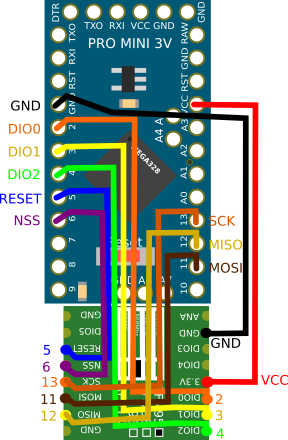 DTR TXO RXI VCC GND GND
TXO RAW
RXI PRO MINI 3V GND
RST RST
GND GND VCC
DIO0 2 A3
DIO1 3 A4 A2
DIO2 4 MEGA328 A1
RESET 5 A0
NSS 6 13 SCK
7 12 MISO
8 11 MOSI
9 10
GND ANA
DIO5 GND GND
5 RESET DIO3
6 NSS DIO4
13 SCK 3.3V VCC
11 MOSI DIO0 2
12 MISO DIO1 3
GND DIO2 4